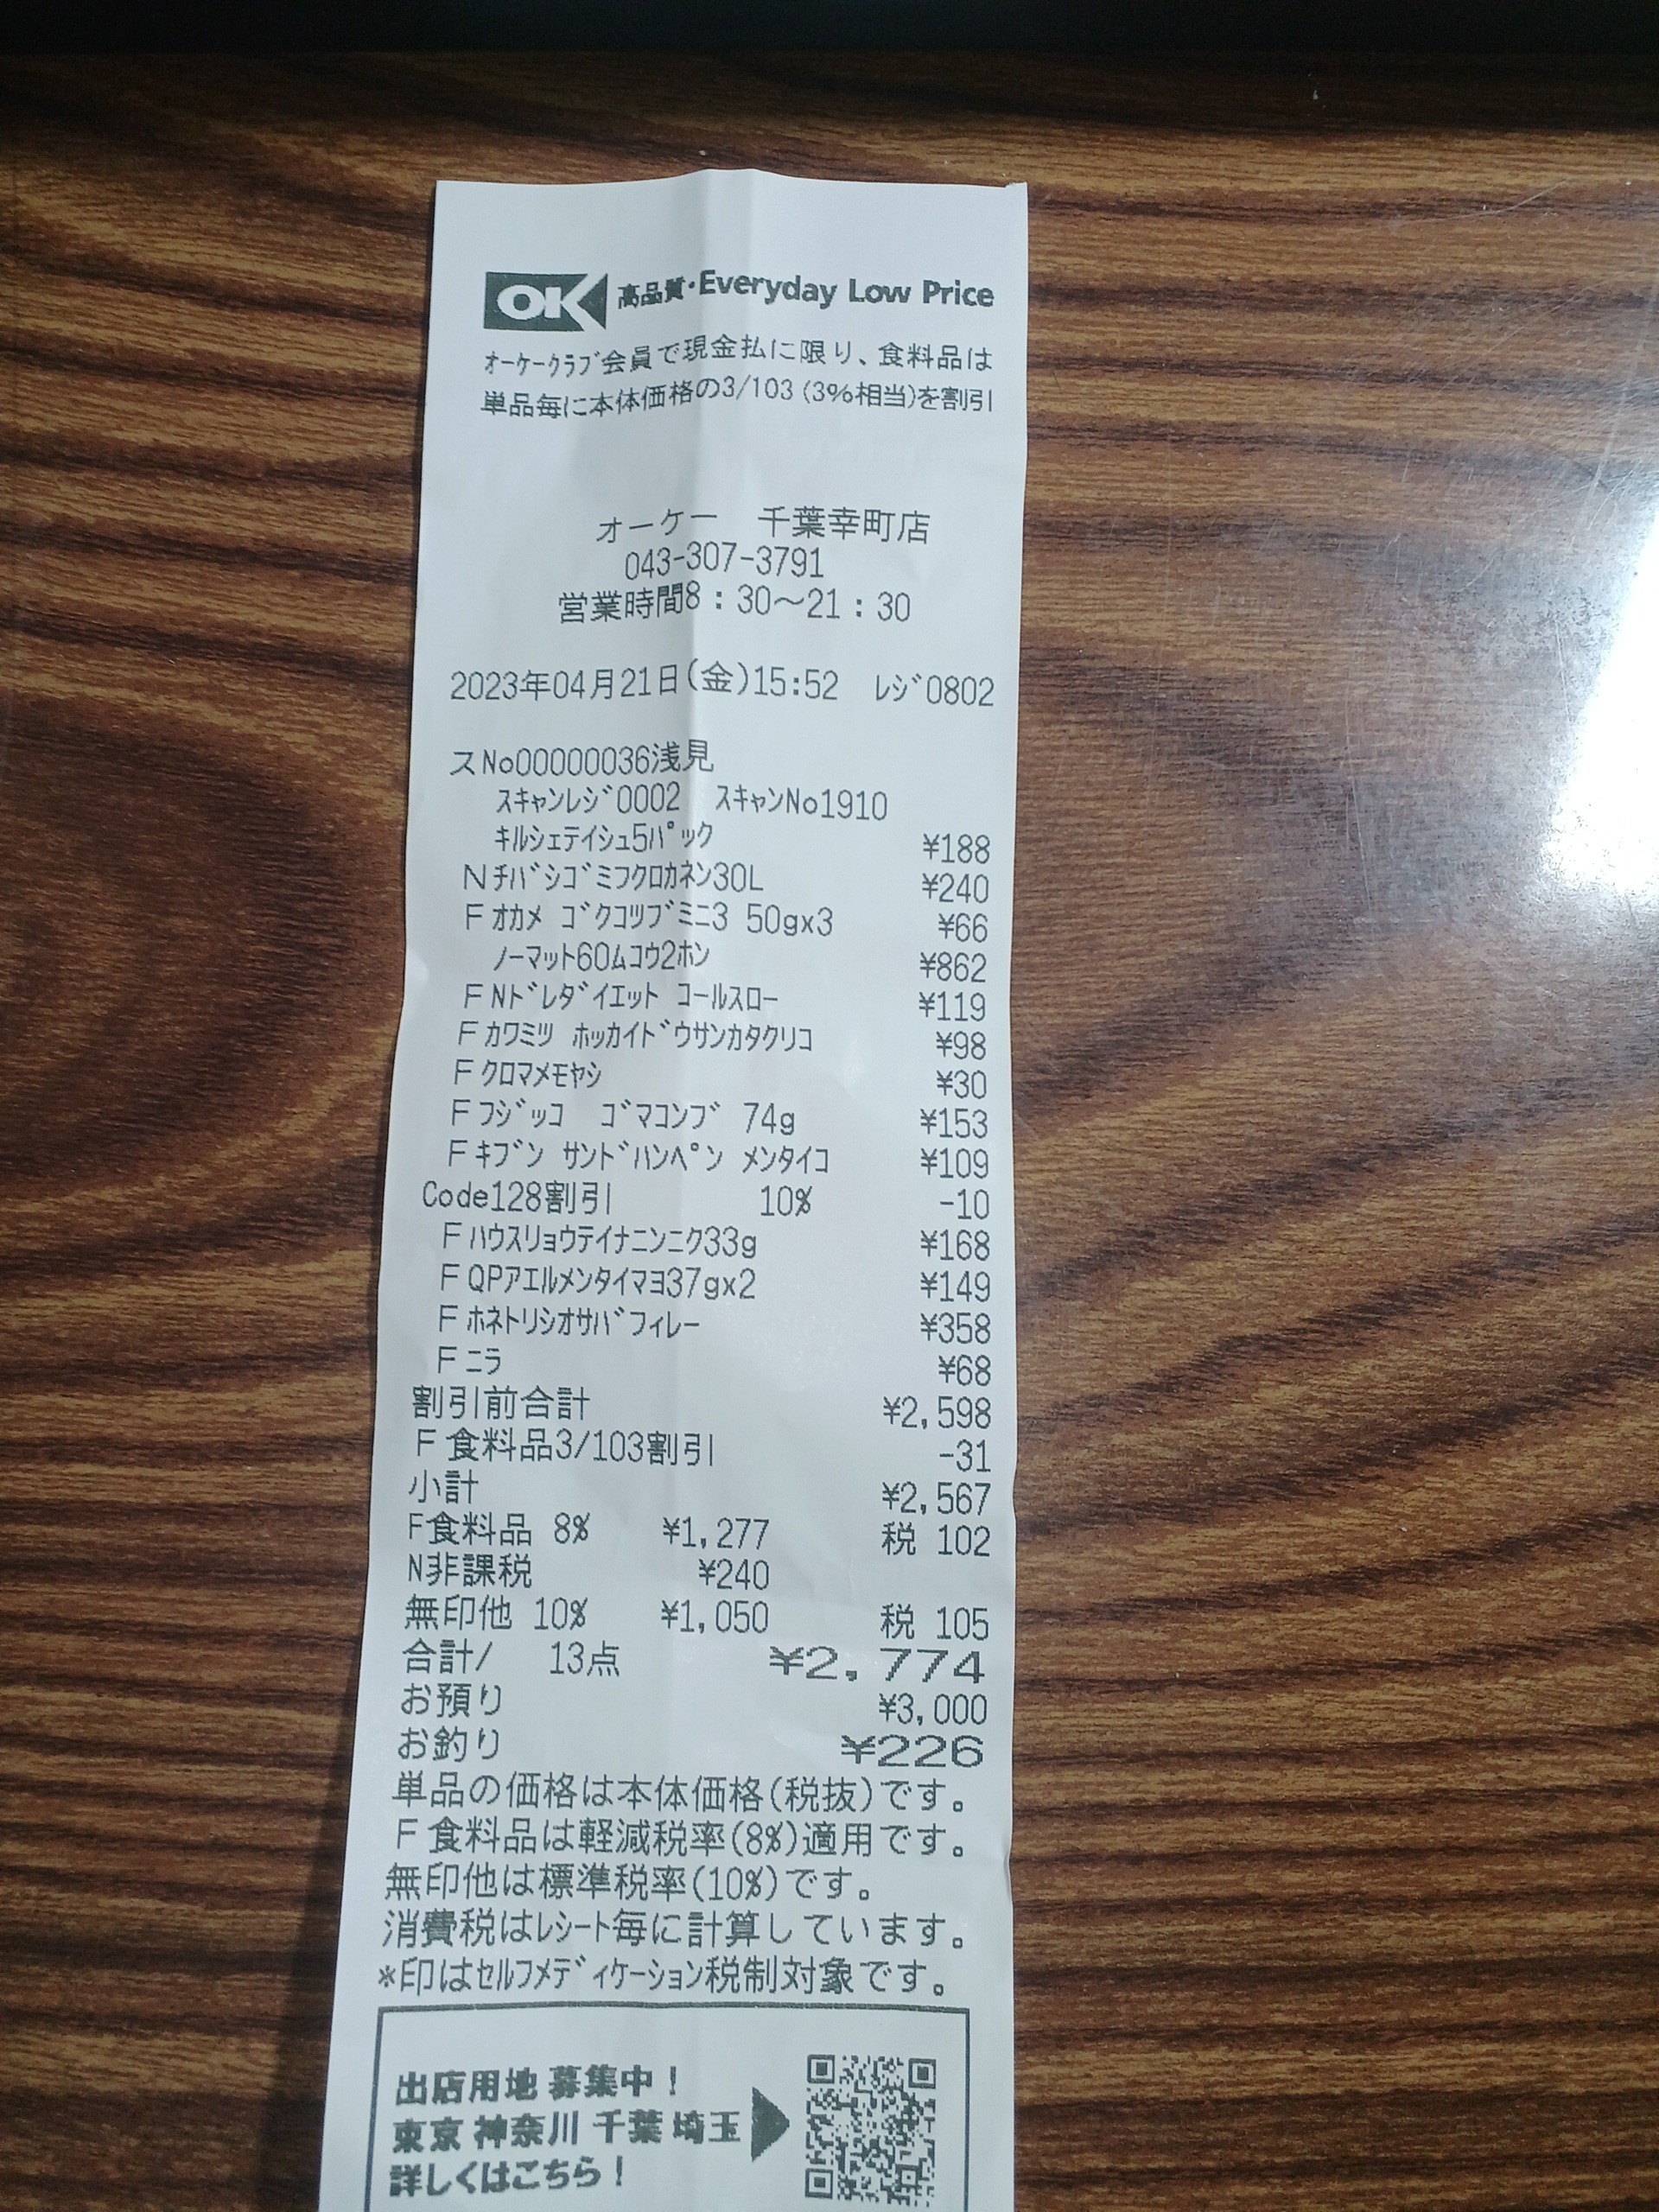 OK 高品質・Everyday Low Price
オーケークラブ会員で現金払に限り、食料品は
単品毎に本体価格の3/103(3%相当)を割引
オーケー 千葉幸町店
043-307-3791
営業時間8:30〜21:30
2023年04月21日(金)15:52 レジ0802
スNo00000036浅見
スキャンレジ0002 スキャンNo1910
キルシェテイシュ5パック ¥188
Nチバシゴミフクロカネン30L ¥240
Fオカメ ゴクコツブミニ3 50gx3 ¥66
ノーマット60ムコウ2ホン ¥862
FNドレダイエット コールスロー ¥119
Fカワミツ ホッカイドウサンカタクリコ ¥98
Fクロマメモヤシ ¥30
Fフジッコ ゴマコンブ 74g ¥153
Fキブン サンドハンペン メンタイコ ¥109
Code128割引 10% -10
Fハウスリョウテイナニンニク33g ¥168
FQPアエルメンタイマヨ37gx2 ¥149
Fホネトリシオサバフィレー ¥358
Fニラ ¥68
割引前合計 ¥2,598
F食料品3/103割引 -31
小計 ¥2,567
F食料品 8% ¥1,277 税 102
N非課税 ¥240
無印他 10% ¥1,050 税 105
合計/ 13点 ¥2,774
お預り ¥3,000
お釣り ¥226
単品の価格は本体価格(税抜)です。
F食料品は軽減税率(8%)適用です。
無印他は標準税率(10%)です。
消費税はレシート毎に計算しています。
*印はセルフメディケーション税制対象です。
出店用地募集中!
東京 神奈川 千葉 埼玉
詳しくはこちら!